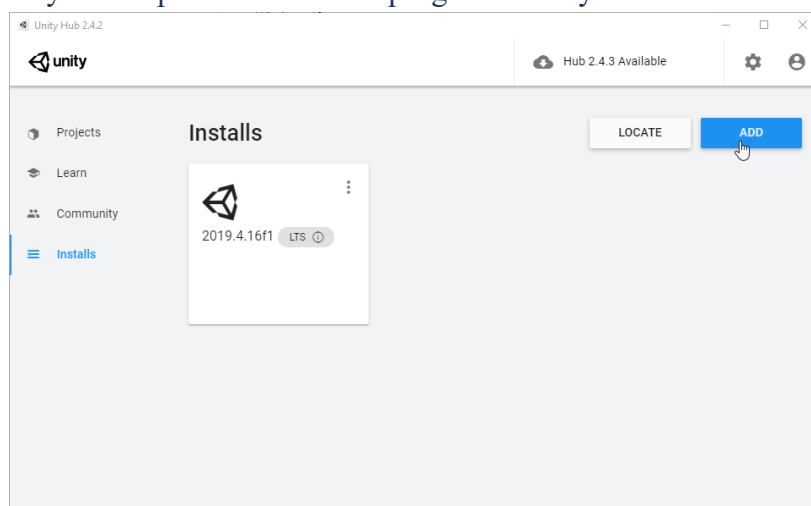 Unity Hub 2.4.2
unity
Hub 2.4.3 Available
Projects
Installs
LOCATE
ADD
Learn
Community
2019.4.16f1 LTS
Installs